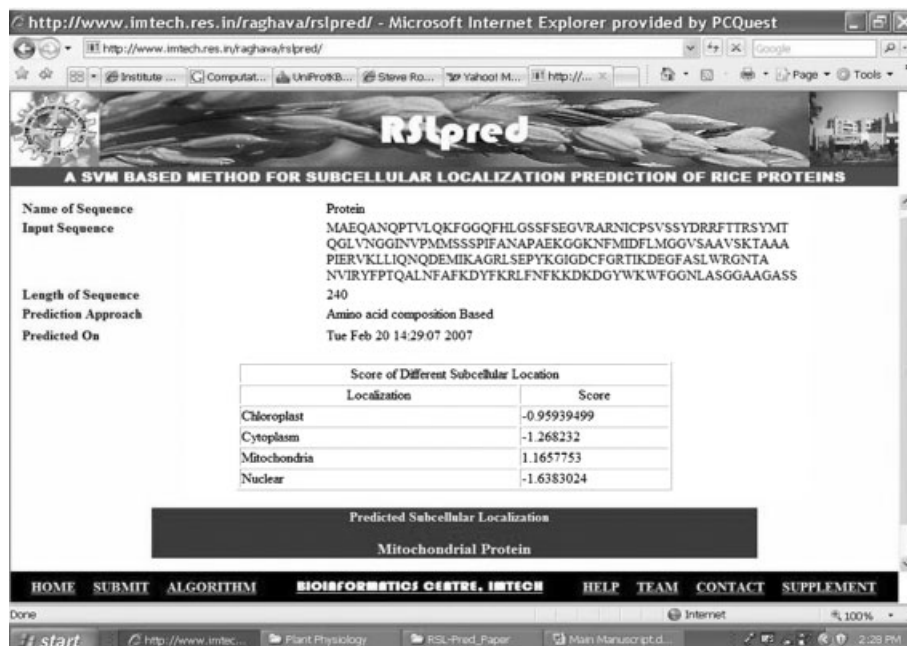 http://www.imtech.res.in/raghava/rslpred/ - Microsoft Internet Explorer provided by PCQuest
http://www.imtech.res.in/raghava/rslpred/ Google
Institute ... Computat... UniProtKB... Steve Ro... Yahoo! M... http://... Page Tools
RSLpred
A SVM BASED METHOD FOR SUBCELLULAR LOCALIZATION PREDICTION OF RICE PROTEINS
Name of Sequence Protein
Input Sequence MAEQANQPTVLQKFGGQFHLGSSFSEGVRARNICPSVSSYDRRFTTRSYMT
QGLVNGGINVPMMSSSPIFANAPAEKGGKNFMIDFLMGGVSAAVSKTAAA
PIERVKLLIQNQDEMIKAGRLSEPYKGIGDCFGRTIKDEGFASLWRGNTA
NVIRYFPTQALNFAFKDYFKRLFNFKKDKDGYWKWFGGNLASGGAAGASS
Length of Sequence 240
Prediction Approach Amino acid composition Based
Predicted On Tue Feb 20 14:29:07 2007
Score of Different Subcellular Location
Localization Score
Chloroplast -0.95939499
Cytoplasm -1.268232
Mitochondria 1.1657753
Nuclear -1.6383024
Predicted Subcellular Localization
Mitochondrial Protein
HOME SUBMIT ALGORITHM BIOINFORMATICS CENTRE, IMTECH HELP TEAM CONTACT SUPPLEMENT
Done Internet 100%
start http://www.imtec... Plant Physiology RSL-Pred_Paper Main Manuscript.d... 2:28 PM